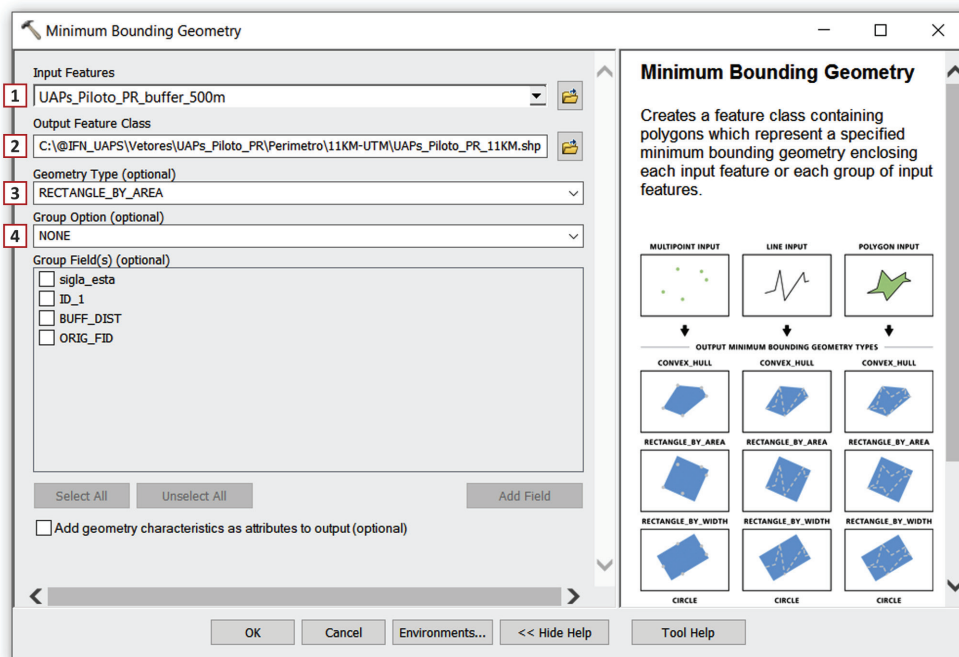 Minimum Bounding Geometry
Input Features
1
UAPs_Piloto_PR_buffer_500m
Output Feature Class
2
C:\@IFN_UAPS\Vetores\UAPs_Piloto_PR\Perimetro\11KM-UTM\UAPs_Piloto_PR_11KM.shp
Geometry Type (optional)
3
RECTANGLE_BY_AREA
Group Option (optional)
4
NONE
Group Field(s) (optional)
sigla_esta
ID_1
BUFF_DIST
ORIG_FID
Select All
Unselect All
Add Field
Add geometry characteristics as attributes to output (optional)
Minimum Bounding Geometry
Creates a feature class containing
polygons which represent a specified
minimum bounding geometry enclosing
each input feature or each group of input
features.
MULTIPOINT INPUT LINE INPUT POLYGON INPUT
OUTPUT MINIMUM BOUNDING GEOMETRY TYPES
CONVEX_HULL CONVEX_HULL CONVEX_HULL
RECTANGLE_BY_AREA RECTANGLE_BY_AREA RECTANGLE_BY_AREA
RECTANGLE_BY_WIDTH RECTANGLE_BY_WIDTH RECTANGLE_BY_WIDTH
CIRCLE CIRCLE CIRCLE
OK
Cancel
Environments...
<< Hide Help
Tool Help